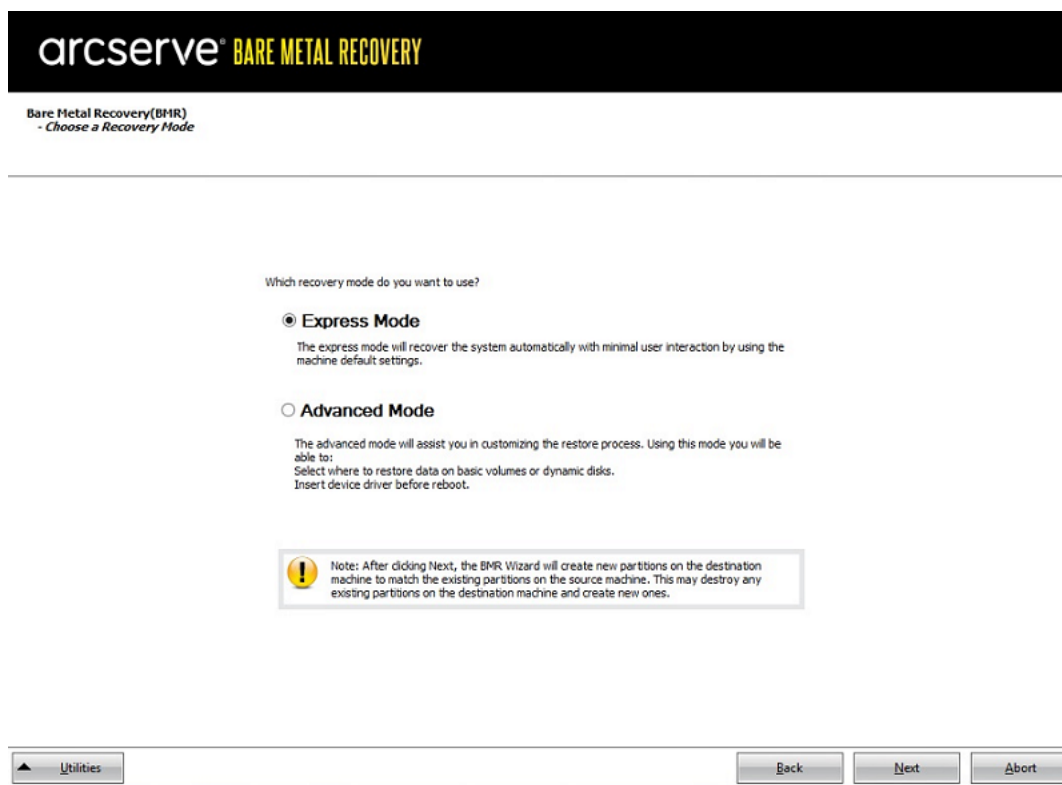 arcserve® BARE METAL RECOVERY
Bare Metal Recovery(BMR)
- Choose a Recovery Mode
Which recovery mode do you want to use?
Express Mode
The express mode will recover the system automatically with minimal user interaction by using the
machine default settings.
Advanced Mode
The advanced mode will assist you in customizing the restore process. Using this mode you will be
able to:
Select where to restore data on basic volumes or dynamic disks.
Insert device driver before reboot.
Note: After clicking Next, the BMR Wizard will create new partitions on the destination
machine to match the existing partitions on the source machine. This may destroy any
existing partitions on the destination machine and create new ones.
Utilities
Back
Next
Abort